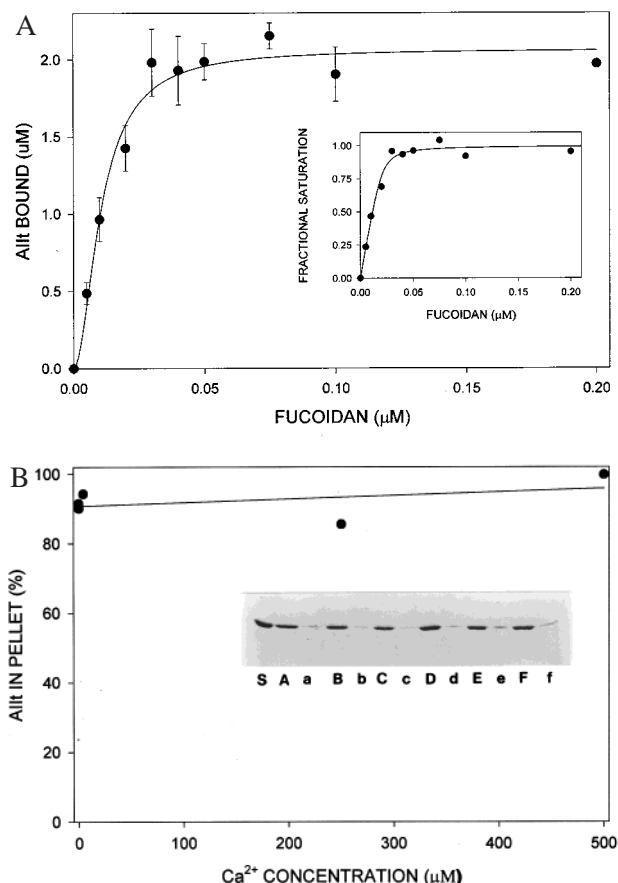 A
AIIt BOUND (uM)
2.0
1.5
1.0
0.5
0.0
0.00 0.05 0.10 0.15 0.20
FUCOIDAN (μM)
FRACTIONAL SATURATION
1.00
0.75
0.50
0.25
0.00
0.00 0.05 0.10 0.15 0.20
FUCOIDAN (μM)
B
AIIt IN PELLET (%)
100
80
60
40
20
0
S A a B b C c D d E e F f
0 100 200 300 400 500
Ca²⁺ CONCENTRATION (μM)